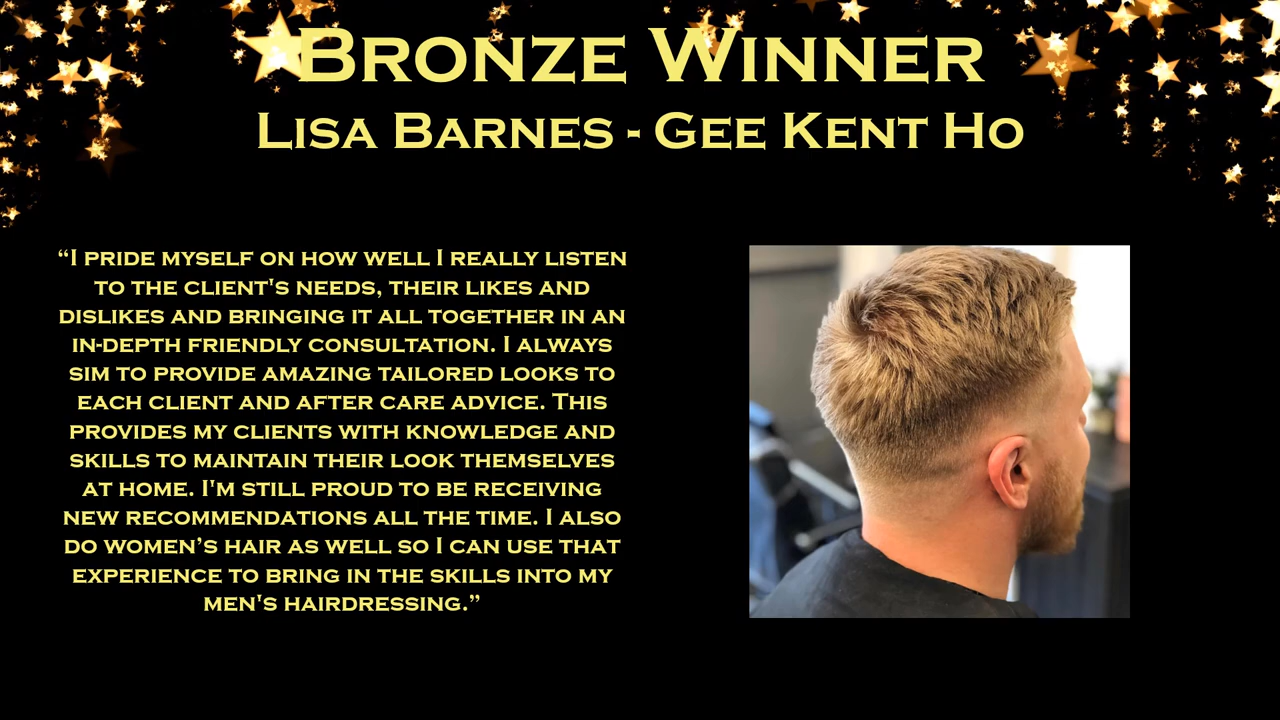 Bronze Winner
Lisa Barnes - Gee Kent Ho
“I pride myself on how well I really listen
to the client's needs, their likes and
dislikes and bringing it all together in an
in-depth friendly consultation. I always
sim to provide amazing tailored looks to
each client and after care advice. This
provides my clients with knowledge and
skills to maintain their look themselves
at home. I'm still proud to be receiving
new recommendations all the time. I also
do women’s hair as well so I can use that
experience to bring in the skills into my
men's hairdressing.”